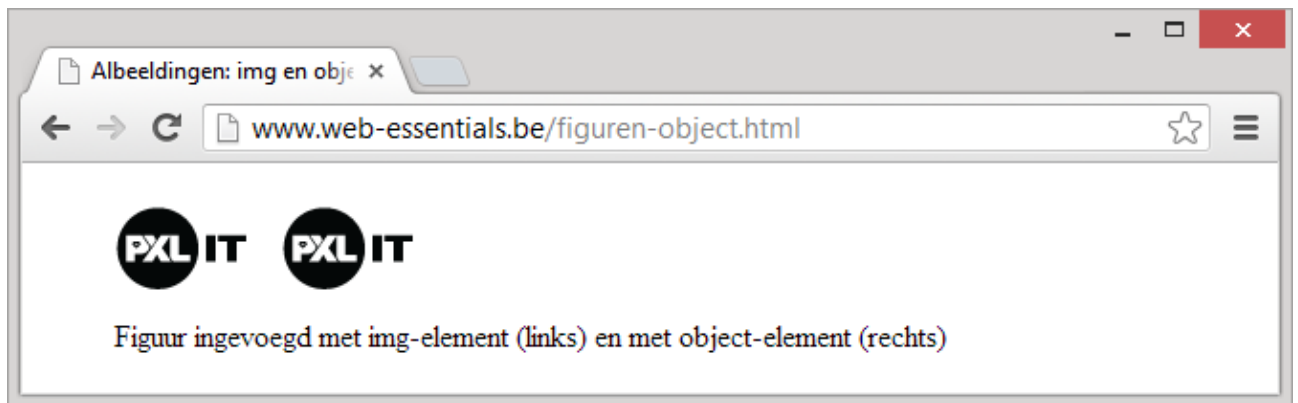 Albeeldingen: img en obje
www.web-essentials.be/figuren-object.html
PXL IT PXL IT
Figuur ingevoegd met img-element (links) en met object-element (rechts)